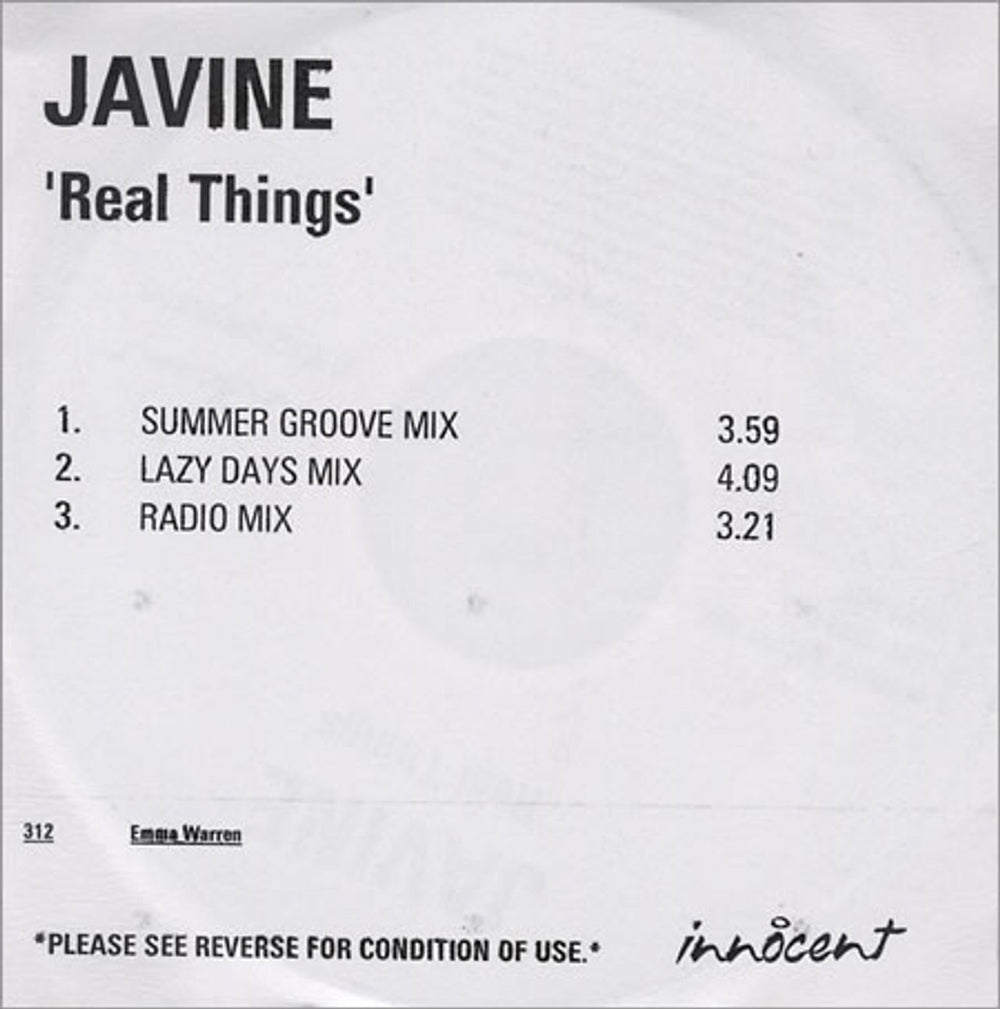 JAVINE
'Real Things'
1. SUMMER GROOVE MIX 3.59
2. LAZY DAYS MIX 4.09
3. RADIO MIX 3.21
312 Emma Warren
*PLEASE SEE REVERSE FOR CONDITION OF USE.*
innocent